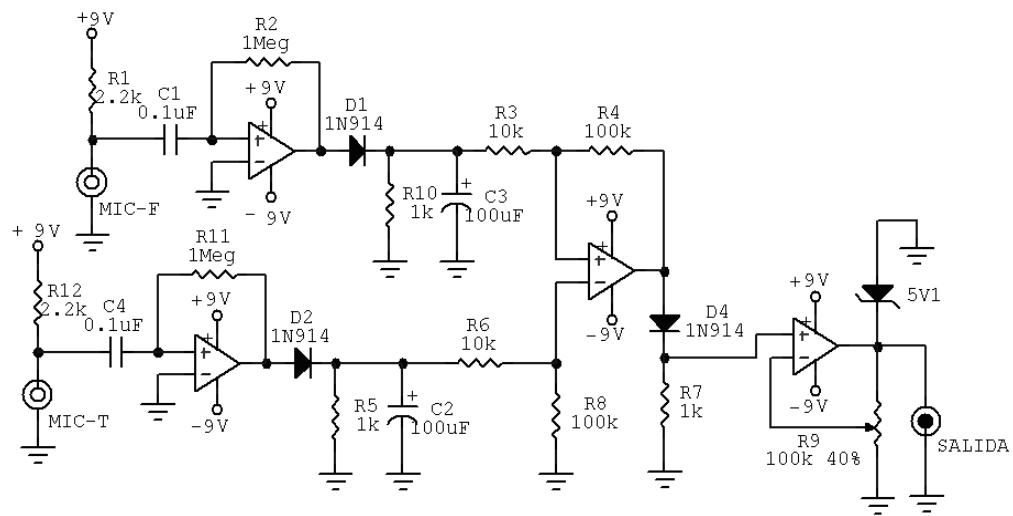 +9V
R1
2.2k
C1
0.1uF
R2
1Meg
+9V
+
+
−
- 9V
D1
1N914
MIC-F
R10
1k
+
C3
100uF
R3
10k
R4
100k
+ 9V
R12
2.2k
C4
0.1uF
R11
1Meg
+9V
+
+
−
-9V
D2
1N914
MIC-T
R5
1k
+
C2
100uF
R6
10k
R8
100k
+9V
+
+
−
-9V
D4
1N914
R7
1k
+9V
+
+
−
-9V
5V1
R9
100k 40%
SALIDA